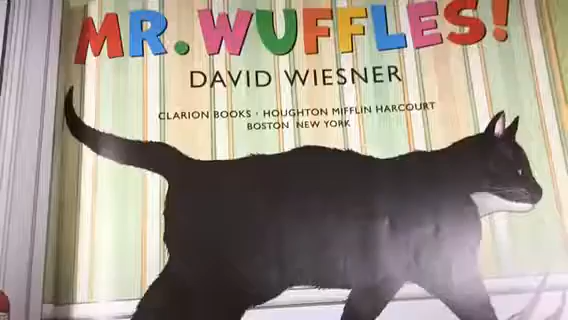 MR. WUFFLES!
DAVID WIESNER
CLARION BOOKS · HOUGHTON MIFFLIN HARCOURT
BOSTON NEW YORK